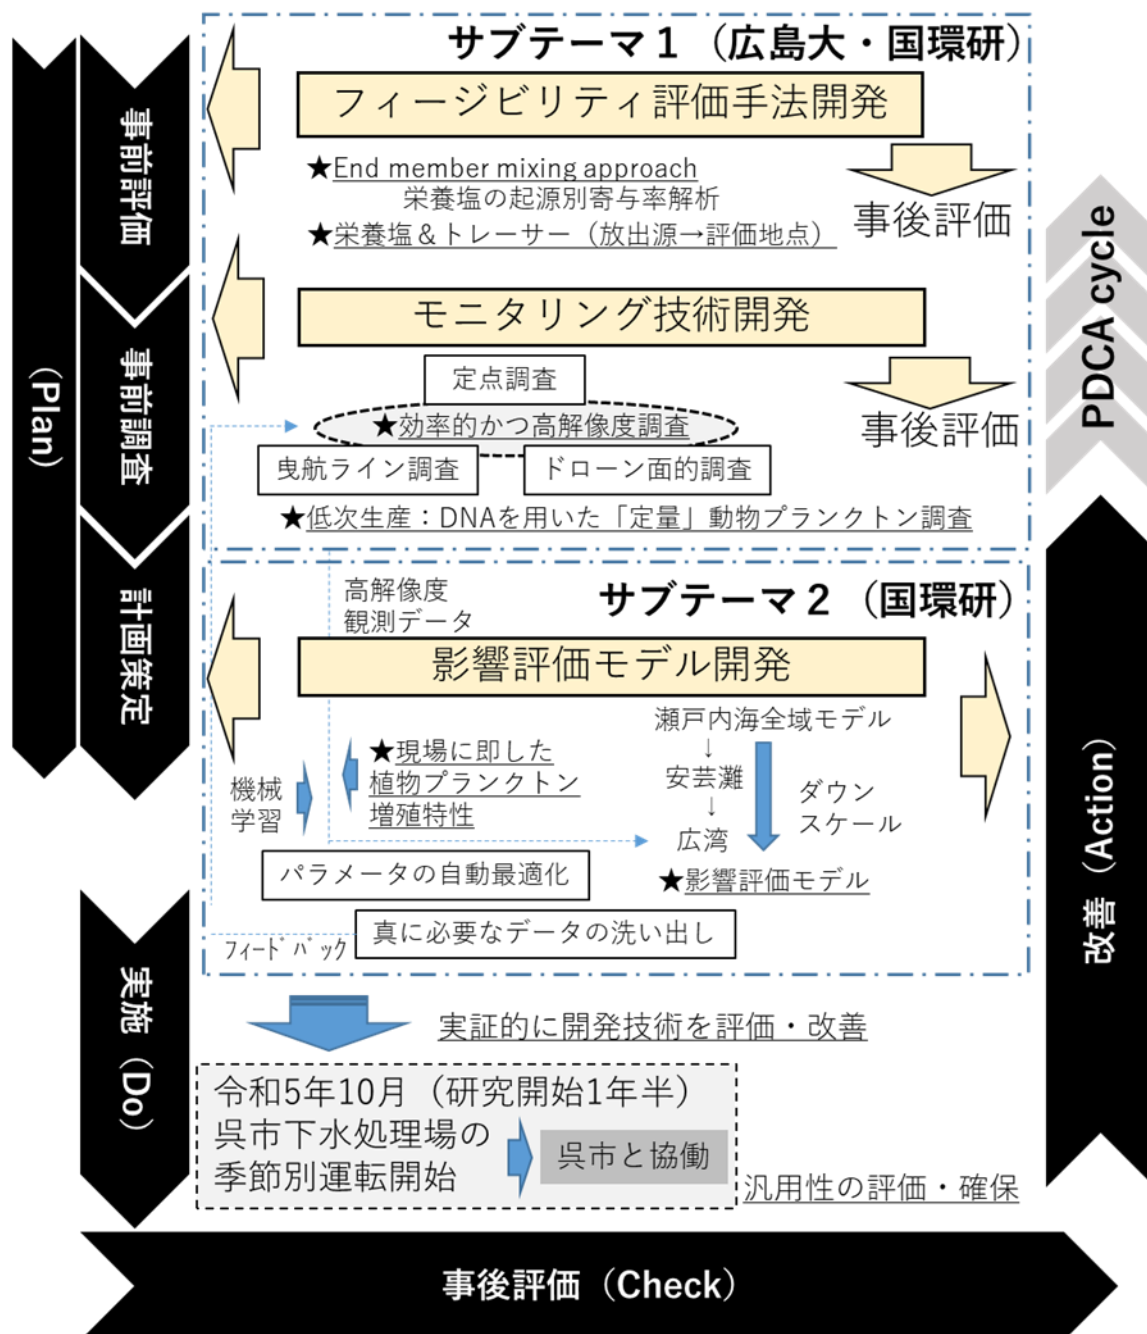 サブテーマ１（広島大・国環研）
フィージビリティ評価手法開発
★End member mixing approach
栄養塩の起源別寄与率解析
★栄養塩＆トレーサー（放出源→評価地点）
事後評価
モニタリング技術開発
定点調査
★効率的かつ高解像度調査
曳航ライン調査
ドローン面的調査
事後評価
★低次生産：DNAを用いた「定量」動物プランクトン調査
サブテーマ２（国環研）
高解像度
観測データ
影響評価モデル開発
瀬戸内海全域モデル
↓
安芸灘
↓
広湾
ダウン
スケール
★影響評価モデル
機械
学習
★現場に即した
植物プランクトン
増殖特性
パラメータの自動最適化
真に必要なデータの洗い出し
ﾌｨｰﾄﾞﾊﾞｯｸ
実証的に開発技術を評価・改善
令和5年10月（研究開始1年半）
呉市下水処理場の
季節別運転開始
呉市と協働
汎用性の評価・確保
（Plan）
事前評価
事前調査
計画策定
実施（Do）
事後評価（Check）
改善（Action）
PDCA cycle